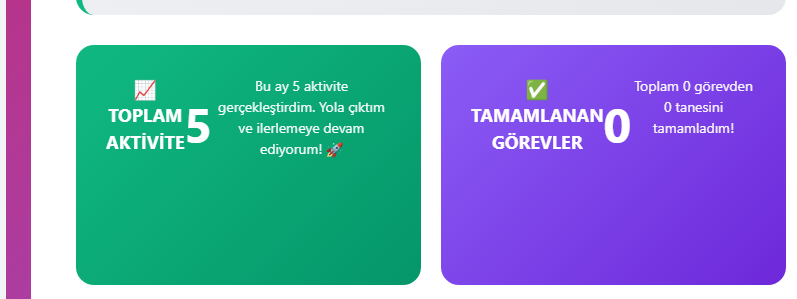 📈
TOPLAM
AKTİVİTE
5
Bu ay 5 aktivite
gerçekleştirdim. Yola çıktım
ve ilerlemeye devam
ediyorum! 🚀
✅
TAMAMLANAN
GÖREVLER
0
Toplam 0 görevden
0 tanesini
tamamladım!